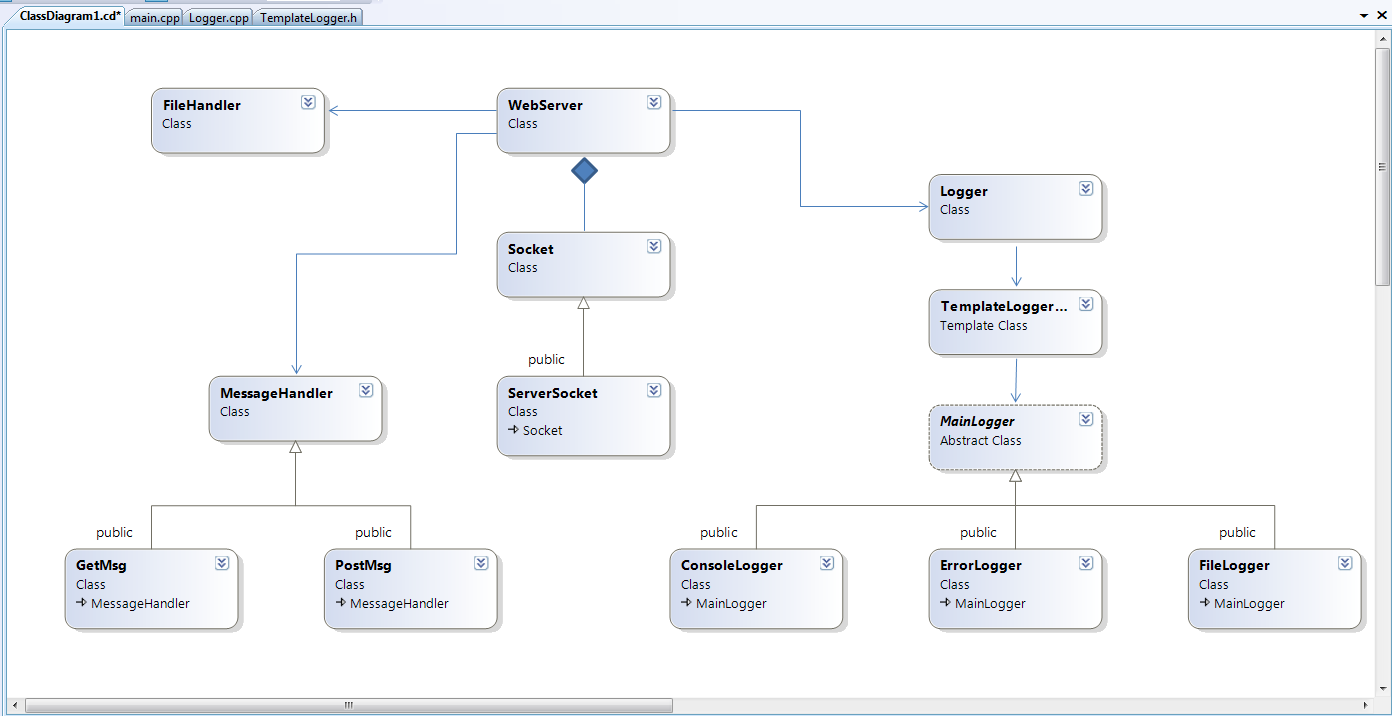 ClassDiagram1.cd* main.cpp Logger.cpp TemplateLogger.h
FileHandler
Class
WebServer
Class
Logger
Class
Socket
Class
TemplateLogger...
Template Class
public
MessageHandler
Class
ServerSocket
Class
Socket
MainLogger
Abstract Class
public
public
public
public
public
GetMsg
Class
MessageHandler
PostMsg
Class
MessageHandler
ConsoleLogger
Class
MainLogger
ErrorLogger
Class
MainLogger
FileLogger
Class
MainLogger